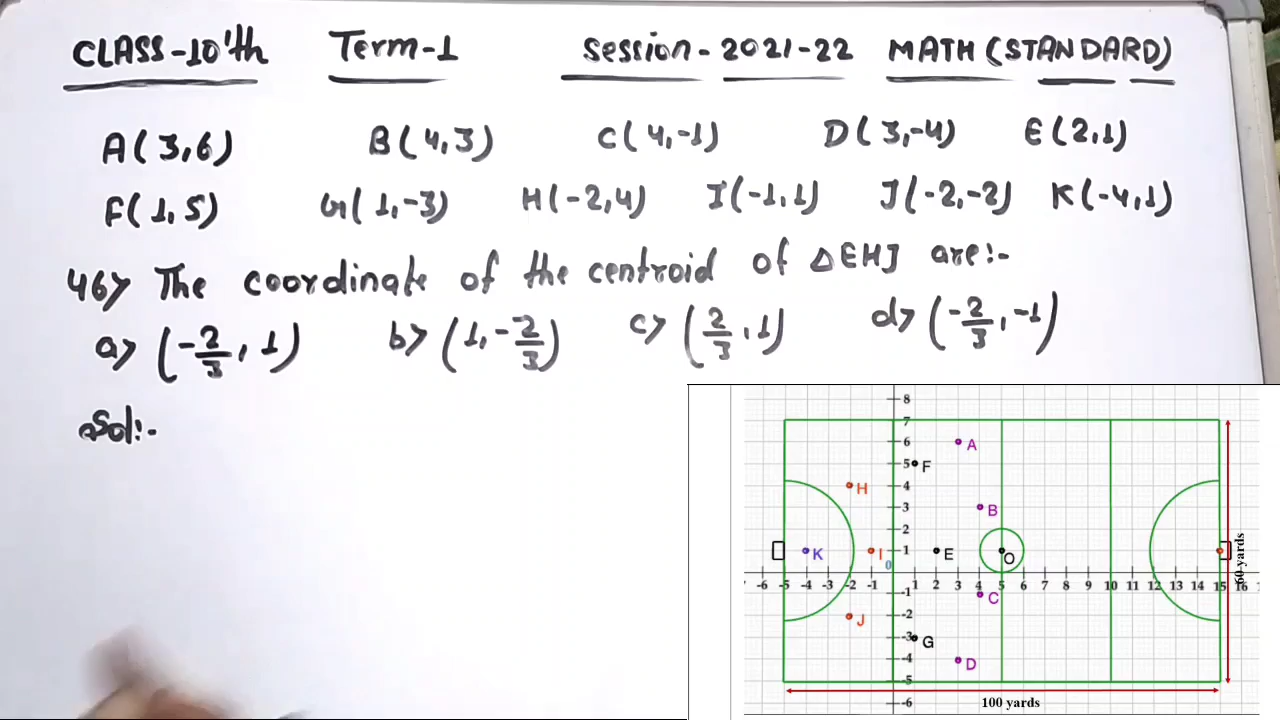 CLASS-10'th Term-1 Session-2021-22 MATH(STANDARD)
A(3,6) B(4,3) C(4,-1) D(3,-4) E(2,1)
F(1,5) G(1,-3) H(-2,4) I(-1,1) J(-2,-2) K(-4,1)
46> The coordinate of the centroid of △EHJ are:-
a> (-2/3, 1) b> (1,-2/3) c> (2/3, 1) d> (-2/3, -1)
Sol:-
8
7
6 A
5 F
4 H
3 B
2
1 K I E O
0
-6 -5 -4 -3 -2 -1 1 2 3 4 5 6 7 8 9 10 11 12 13 14 15 16
-1 C
-2 J
-3 G
-4 D
-5
-6
60 yards
100 yards